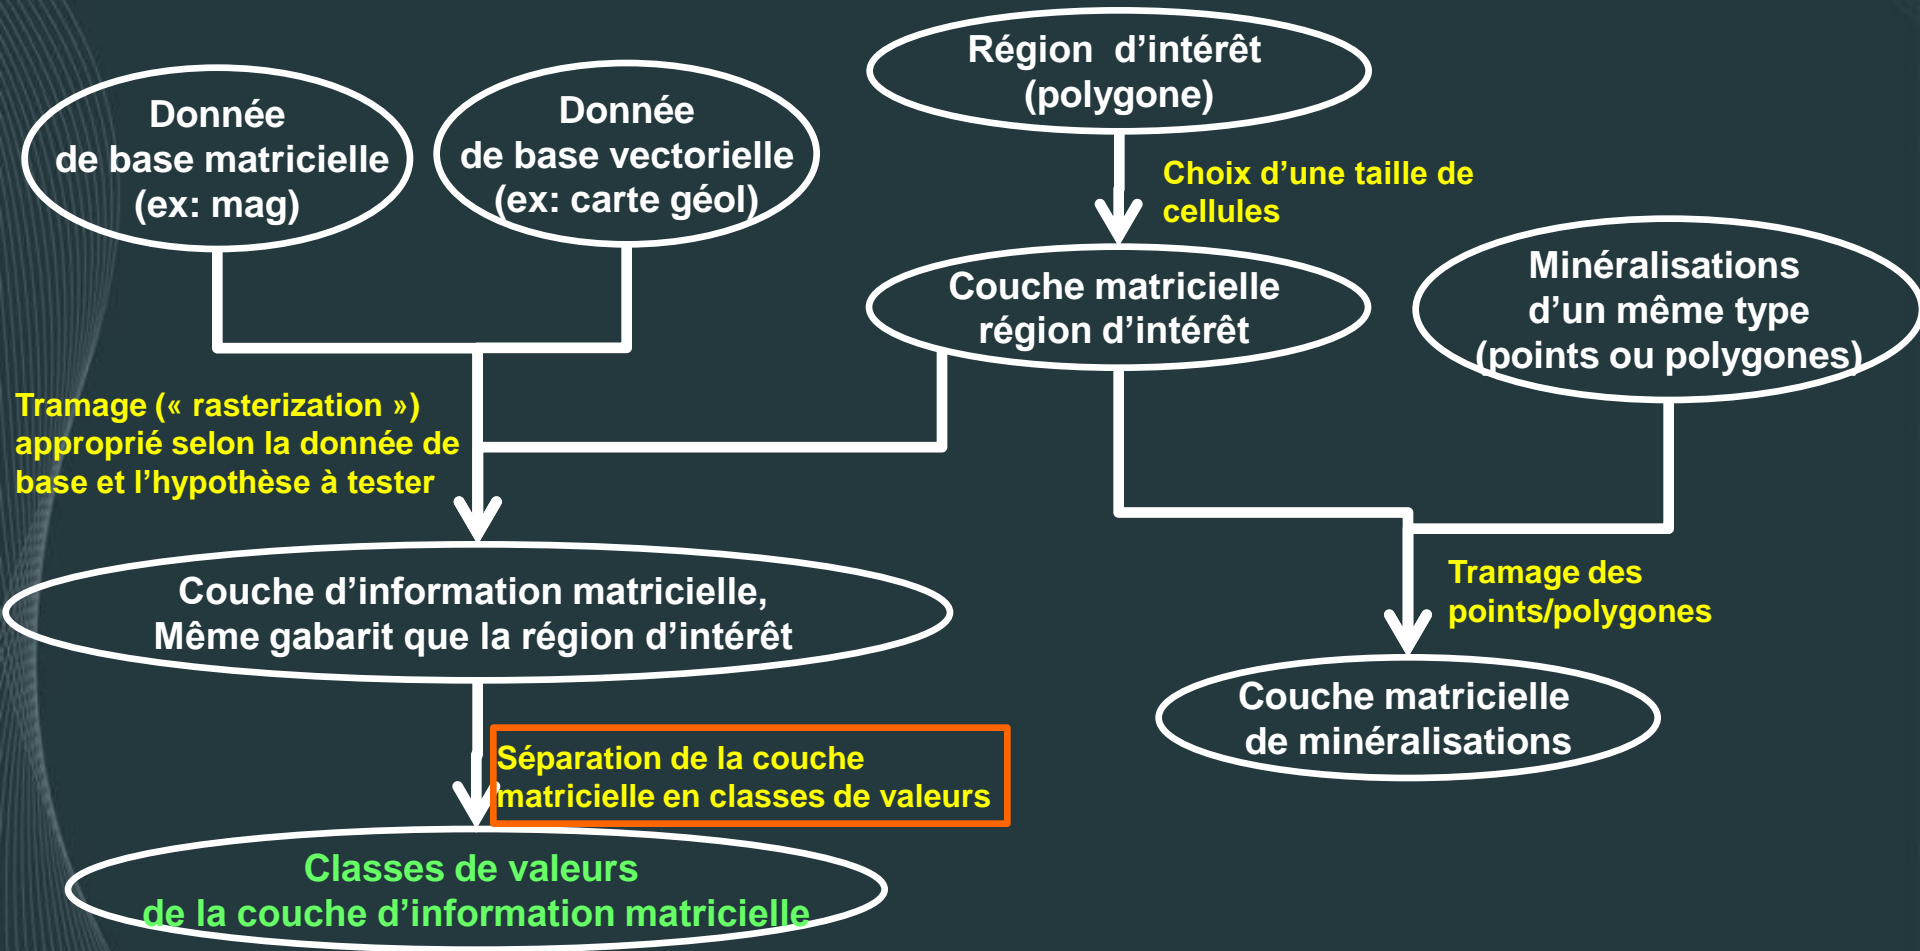 Région d'intérêt
(polygone)
Donnée
de base matricielle
(ex: mag)
Donnée
de base vectorielle
(ex: carte géol)
Choix d'une taille de
cellules
Couche matricielle
région d'intérêt
Minéralisations
d'un même type
(points ou polygones)
Tramage (« rasterization »)
approprié selon la donnée de
base et l'hypothèse à tester
Couche d'information matricielle,
Même gabarit que la région d'intérêt
Tramage des
points/polygones
Couche matricielle
de minéralisations
Séparation de la couche
matricielle en classes de valeurs
Classes de valeurs
de la couche d'information matricielle